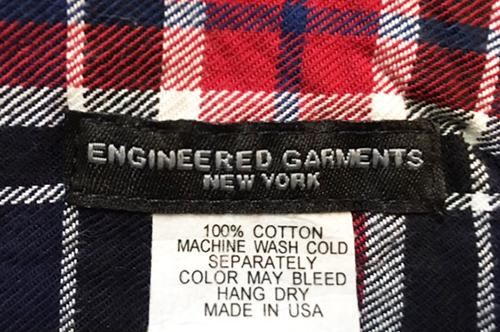 ENGINEERED GARMENTS
NEW YORK
100% COTTON
MACHINE WASH COLD
SEPARATELY
COLOR MAY BLEED
HANG DRY
MADE IN USA